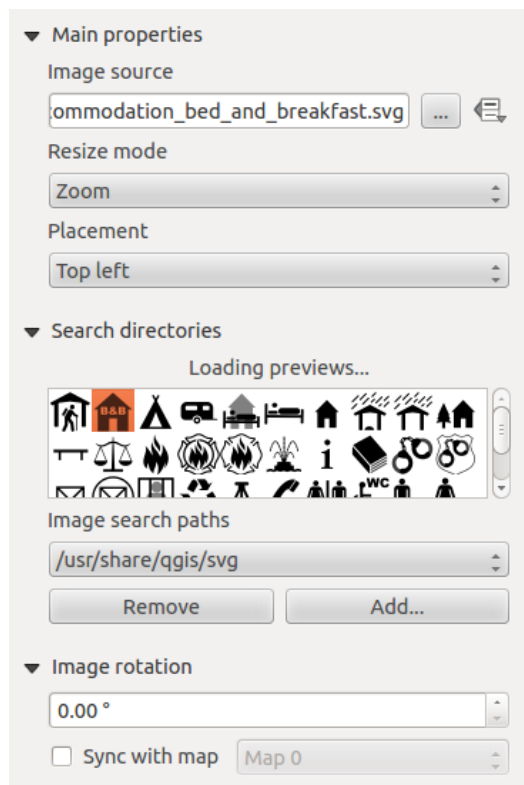 Main properties
Image source
ommodation_bed_and_breakfast.svg ...
Resize mode
Zoom
Placement
Top left
Search directories
Loading previews...
B&B
i
WC
Image search paths
/usr/share/qgis/svg
Remove Add...
Image rotation
0.00 °
Sync with map Map 0